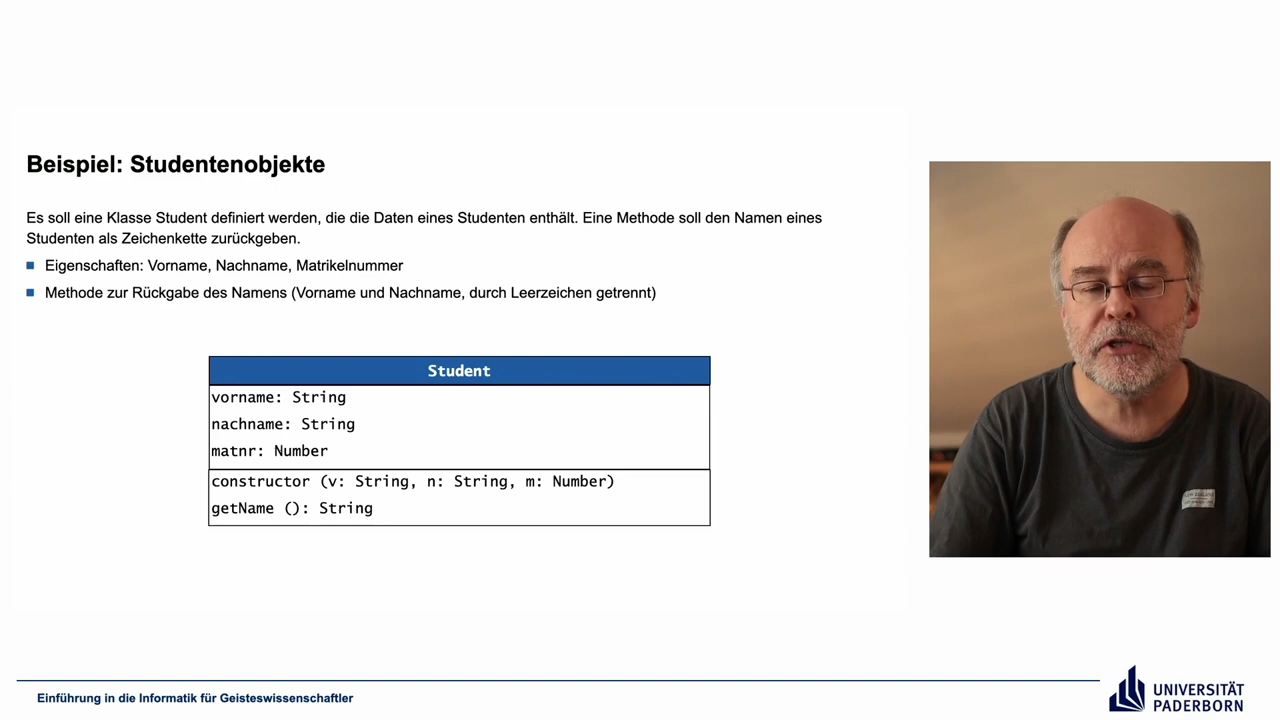 Beispiel: Studentenobjekte
Es soll eine Klasse Student definiert werden, die die Daten eines Studenten enthält. Eine Methode soll den Namen eines
Studenten als Zeichenkette zurückgeben.
Eigenschaften: Vorname, Nachname, Matrikelnummer
Methode zur Rückgabe des Namens (Vorname und Nachname, durch Leerzeichen getrennt)
Student
vorname: String
nachname: String
matnr: Number
constructor (v: String, n: String, m: Number)
getName (): String
Einführung in die Informatik für Geisteswissenschaftler
UNIVERSITÄT
PADERBORN